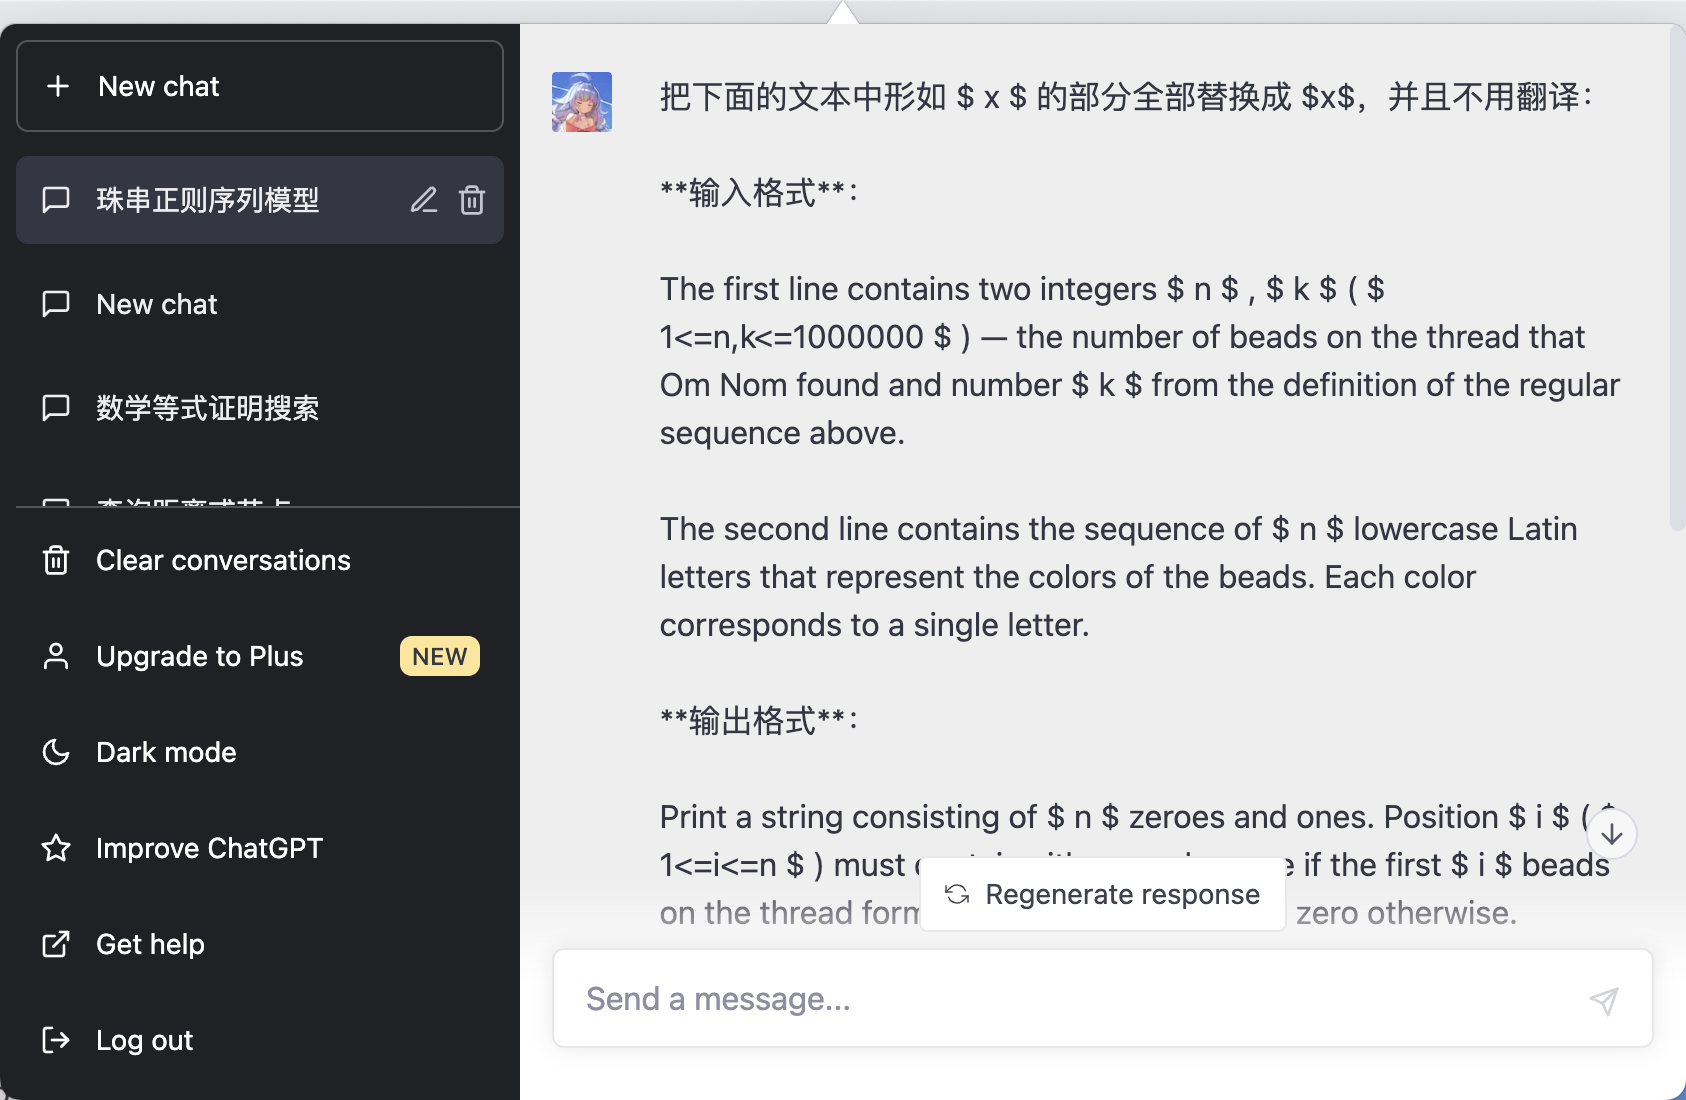 New chat
珠串正则序列模型
New chat
数学等式证明搜索
Clear conversations
Upgrade to Plus NEW
Dark mode
Improve ChatGPT
Get help
Log out
把下面的文本中形如 $ x $ 的部分全部替换成 $x$，并且不用翻译：
**输入格式**：
The first line contains two integers $ n $ , $ k $ ( $
1<=n,k<=1000000 $ ) — the number of beads on the thread that
Om Nom found and number $ k $ from the definition of the regular
sequence above.
The second line contains the sequence of $ n $ lowercase Latin
letters that represent the colors of the beads. Each color
corresponds to a single letter.
**输出格式**：
Print a string consisting of $ n $ zeroes and ones. Position $ i $ ( $
1<=i<=n $ ) must if the first $ i $ beads
on the thread zero otherwise.
Regenerate response
Send a message...